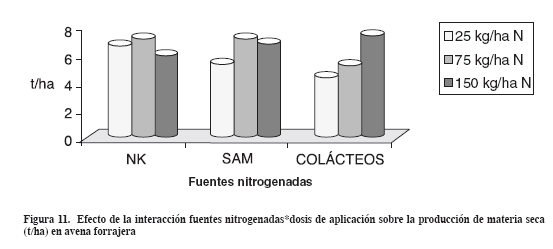 8
6
4
2
0
t/ha
NK
SAM
COLÁCTEOS
Fuentes nitrogenadas
25 kg/ha N
75 kg/ha N
150 kg/ha N
Figura 11. Efecto de la interacción fuentes nitrogenadas*dosis de aplicación sobre la producción de materia seca
(t/ha) en avena forrajera